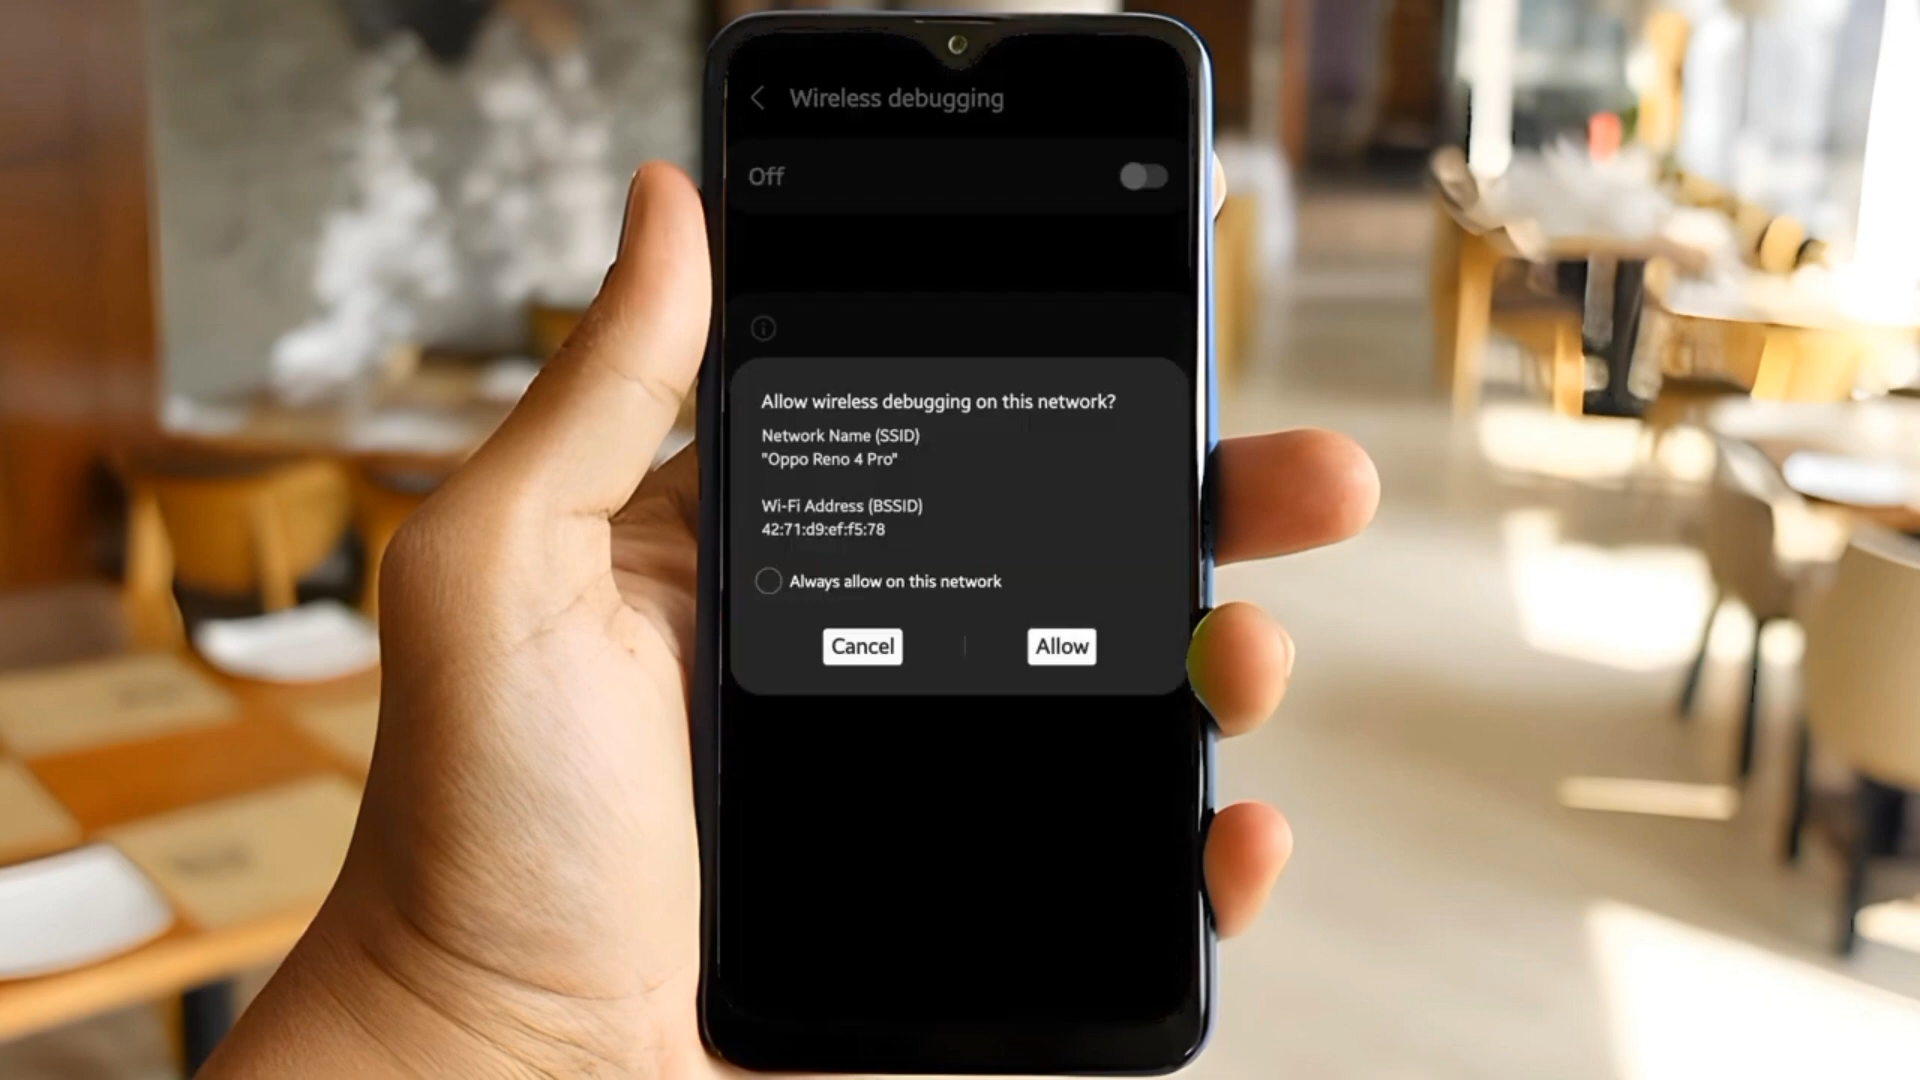 Wireless debugging
Off
Allow wireless debugging on this network?
Network Name (SSID)
"Oppo Reno 4 Pro"
Wi-Fi Address (BSSID)
42:71:d9:ef:f5:78
Always allow on this network
Cancel
Allow